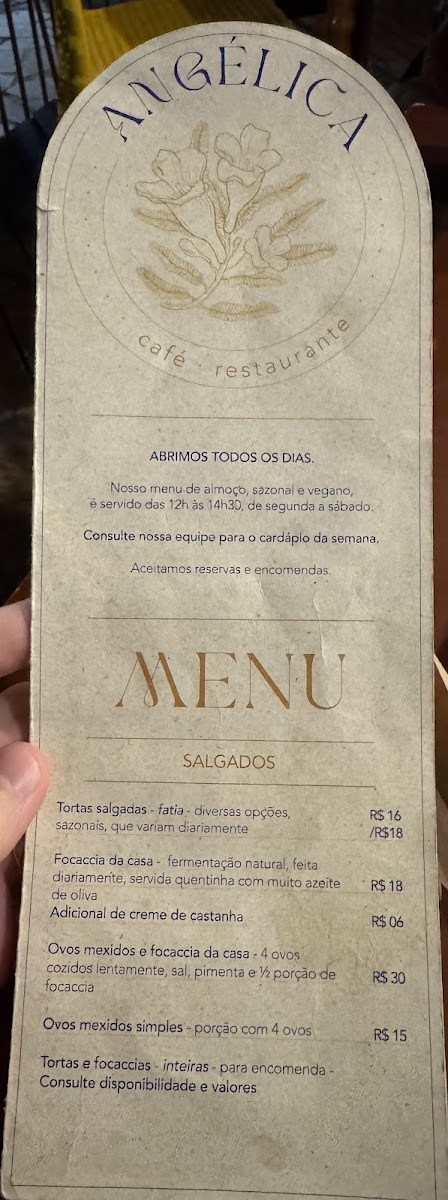 ANGÉLICA
café · restaurante
ABRIMOS TODOS OS DIAS.
Nosso menu de almoço, sazonal e vegano,
é servido das 12h às 14h30, de segunda a sábado.
Consulte nossa equipe para o cardápio da semana.
Aceitamos reservas e encomendas.
MENU
SALGADOS
Tortas salgadas - fatia - diversas opções, R$ 16
sazonais, que variam diariamente /R$18
Focaccia da casa - fermentação natural, feita
diariamente, servida quentinha com muito azeite R$ 18
de oliva
Adicional de creme de castanha R$ 06
Ovos mexidos e focaccia da casa - 4 ovos
cozidos lentamente, sal, pimenta e ½ porção de R$ 30
focaccia
Ovos mexidos simples - porção com 4 ovos R$ 15
Tortas e focaccias - inteiras - para encomenda -
Consulte disponibilidade e valores